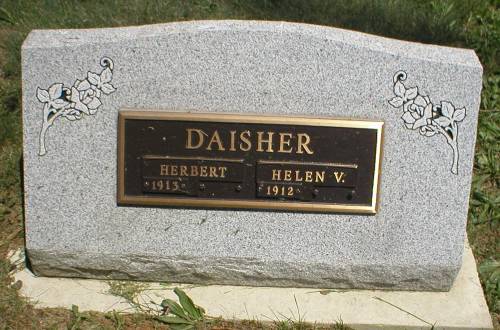 DAISHER
HERBERT
1913
HELEN V.
1912